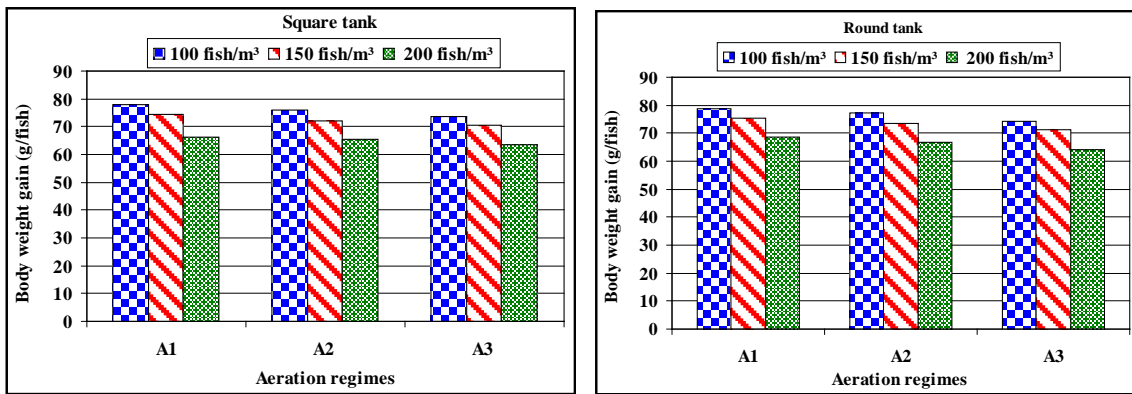 Square tank
100 fish/m³ 150 fish/m³ 200 fish/m³
Body weight gain (g/fish)
90
80
70
60
50
40
30
20
10
0
A1 A2 A3
Aeration regimes
Round tank
100 fish/m³ 150 fish/m³ 200 fish/m³
Body weight gain (g/fish)
90
80
70
60
50
40
30
20
10
0
A1 A2 A3
Aeration regimes